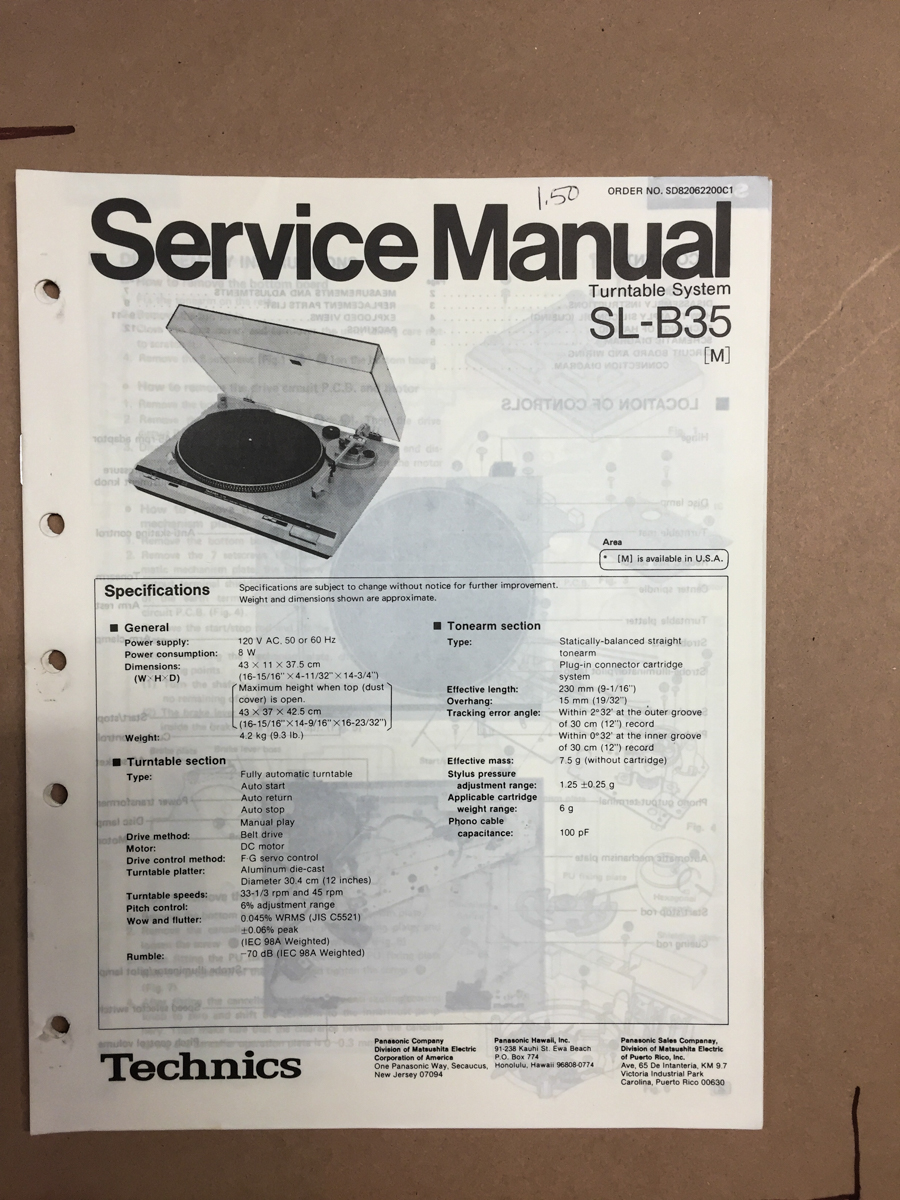 1.50
ORDER NO. SD82062200C1
Service Manual
Turntable System
SL-B35
[M]
Area
* [M] is available in U.S.A.
Specifications
Specifications are subject to change without notice for further improvement.
Weight and dimensions shown are approximate.
■ General
Power supply: 120 V AC, 50 or 60 Hz
Power consumption: 8 W
Dimensions: 43 × 11 × 37.5 cm
(W×H×D) (16-15/16"×4-11/32"×14-3/4")
Maximum height when top (dust
cover) is open.
43 × 37 × 42.5 cm
(16-15/16"×14-9/16"×16-23/32")
Weight: 4.2 kg (9.3 lb.)
■ Turntable section
Type: Fully automatic turntable
Auto start
Auto return
Auto stop
Manual play
Drive method: Belt drive
Motor: DC motor
Drive control method: F·G servo control
Turntable platter: Aluminum die-cast
Diameter 30.4 cm (12 inches)
Turntable speeds: 33-1/3 rpm and 45 rpm
Pitch control: 6% adjustment range
Wow and flutter: 0.045% WRMS (JIS C5521)
±0.06% peak
(IEC 98A Weighted)
Rumble: −70 dB (IEC 98A Weighted)
■ Tonearm section
Type: Statically-balanced straight
tonearm
Plug-in connector cartridge
system
Effective length: 230 mm (9-1/16")
Overhang: 15 mm (19/32")
Tracking error angle: Within 2°32' at the outer groove
of 30 cm (12") record
Within 0°32' at the inner groove
of 30 cm (12") record
Effective mass: 7.5 g (without cartridge)
Stylus pressure
adjustment range: 1.25 ±0.25 g
Applicable cartridge
weight range: 6 g
Phono cable
capacitance: 100 pF
Technics
Panasonic Company
Division of Matsushita Electric
Corporation of America
One Panasonic Way, Secaucus,
New Jersey 07094
Panasonic Hawaii, Inc.
91-238 Kauhi St. Ewa Beach
P.O. Box 774
Honolulu, Hawaii 96808-0774
Panasonic Sales Companay,
Division of Matsushita Electric
of Puerto Rico, Inc.
Ave, 65 De Intanteria, KM 9.7
Victoria Industrial Park
Carolina, Puerto Rico 00630